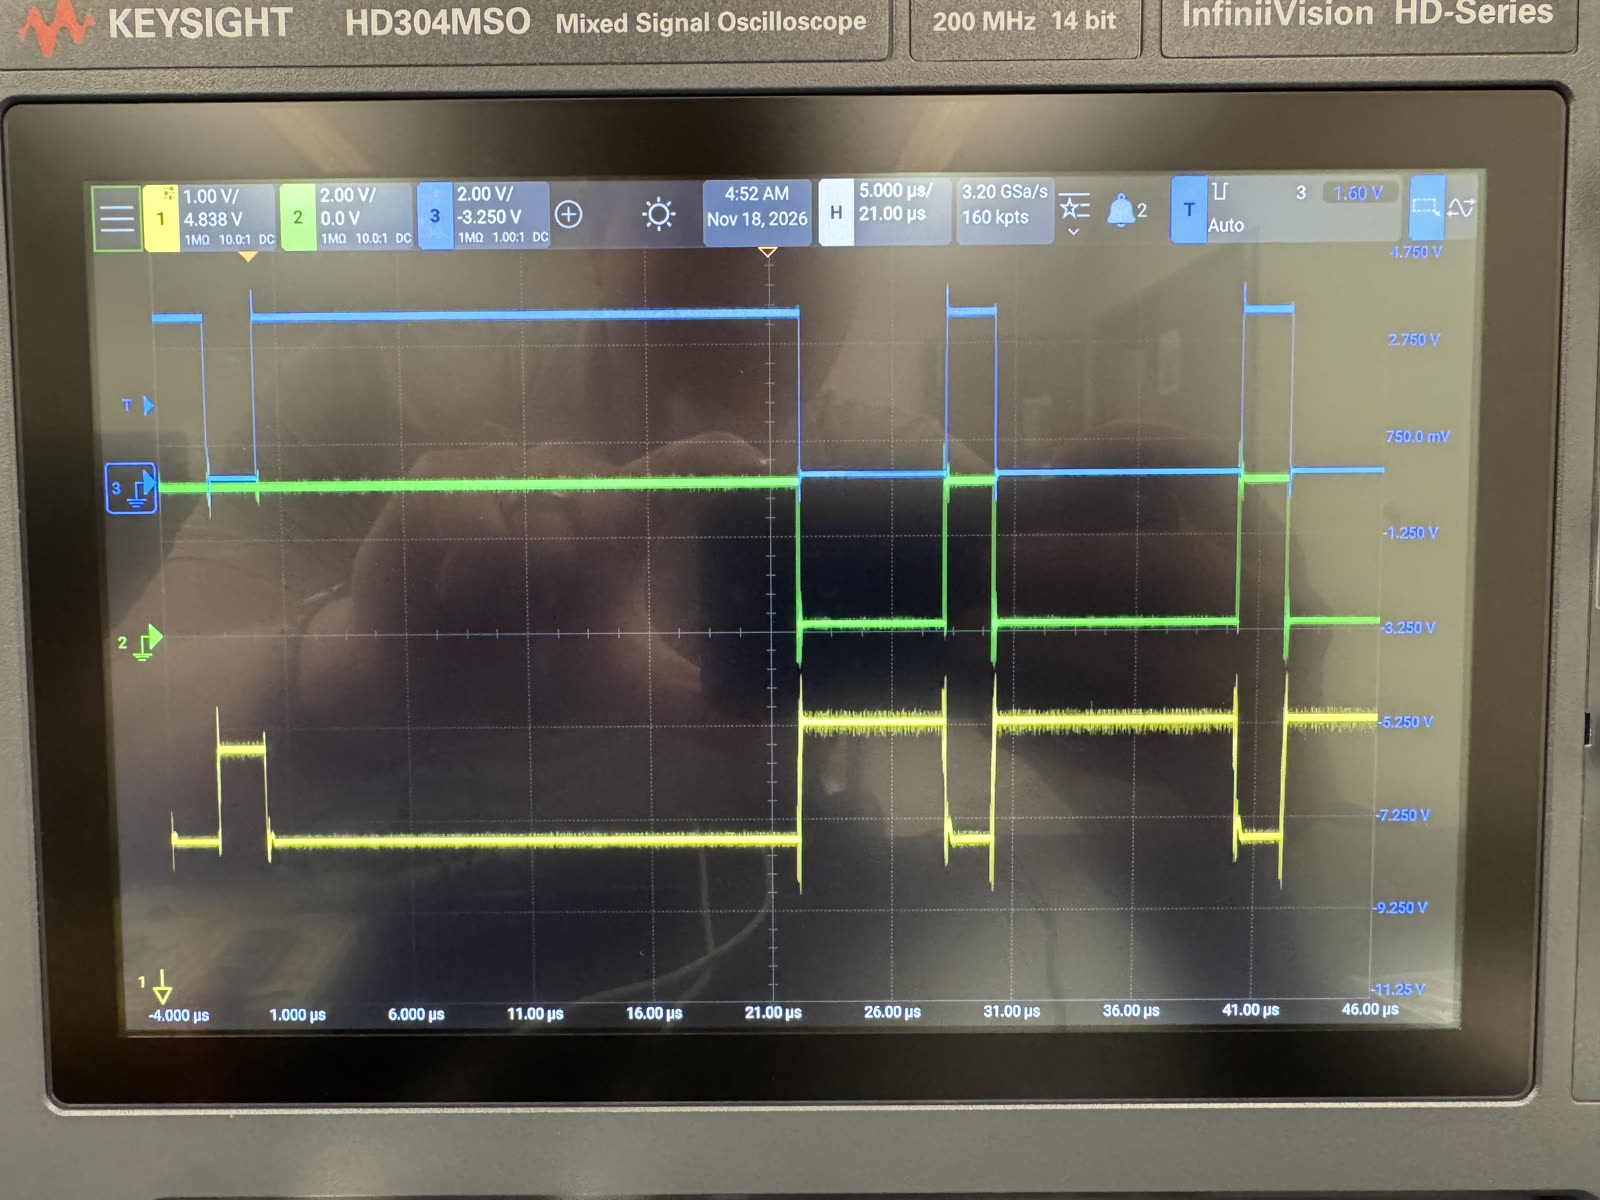 KEYSIGHT HD304MSO Mixed Signal Oscilloscope 200 MHz 14 bit InfiniiVision HD-Series
1 1.00 V/ 4.838 V 1MΩ 10.0:1 DC
2 2.00 V/ 0.0 V 1MΩ 10.0:1 DC
3 2.00 V/ -3.250 V 1MΩ 1.00:1 DC
4:52 AM
Nov 18, 2026
H 5.000 µs/
21.00 µs
3.20 GSa/s
160 kpts
2
T 3 1.60 V
Auto
4.750 V
2.750 V
T
750.0 mV
3
-1.250 V
-3.250 V
2
-5.250 V
-7.250 V
-9.250 V
1
-11.25 V
-4.000 µs 1.000 µs 6.000 µs 11.00 µs 16.00 µs 21.00 µs 26.00 µs 31.00 µs 36.00 µs 41.00 µs 46.00 µs